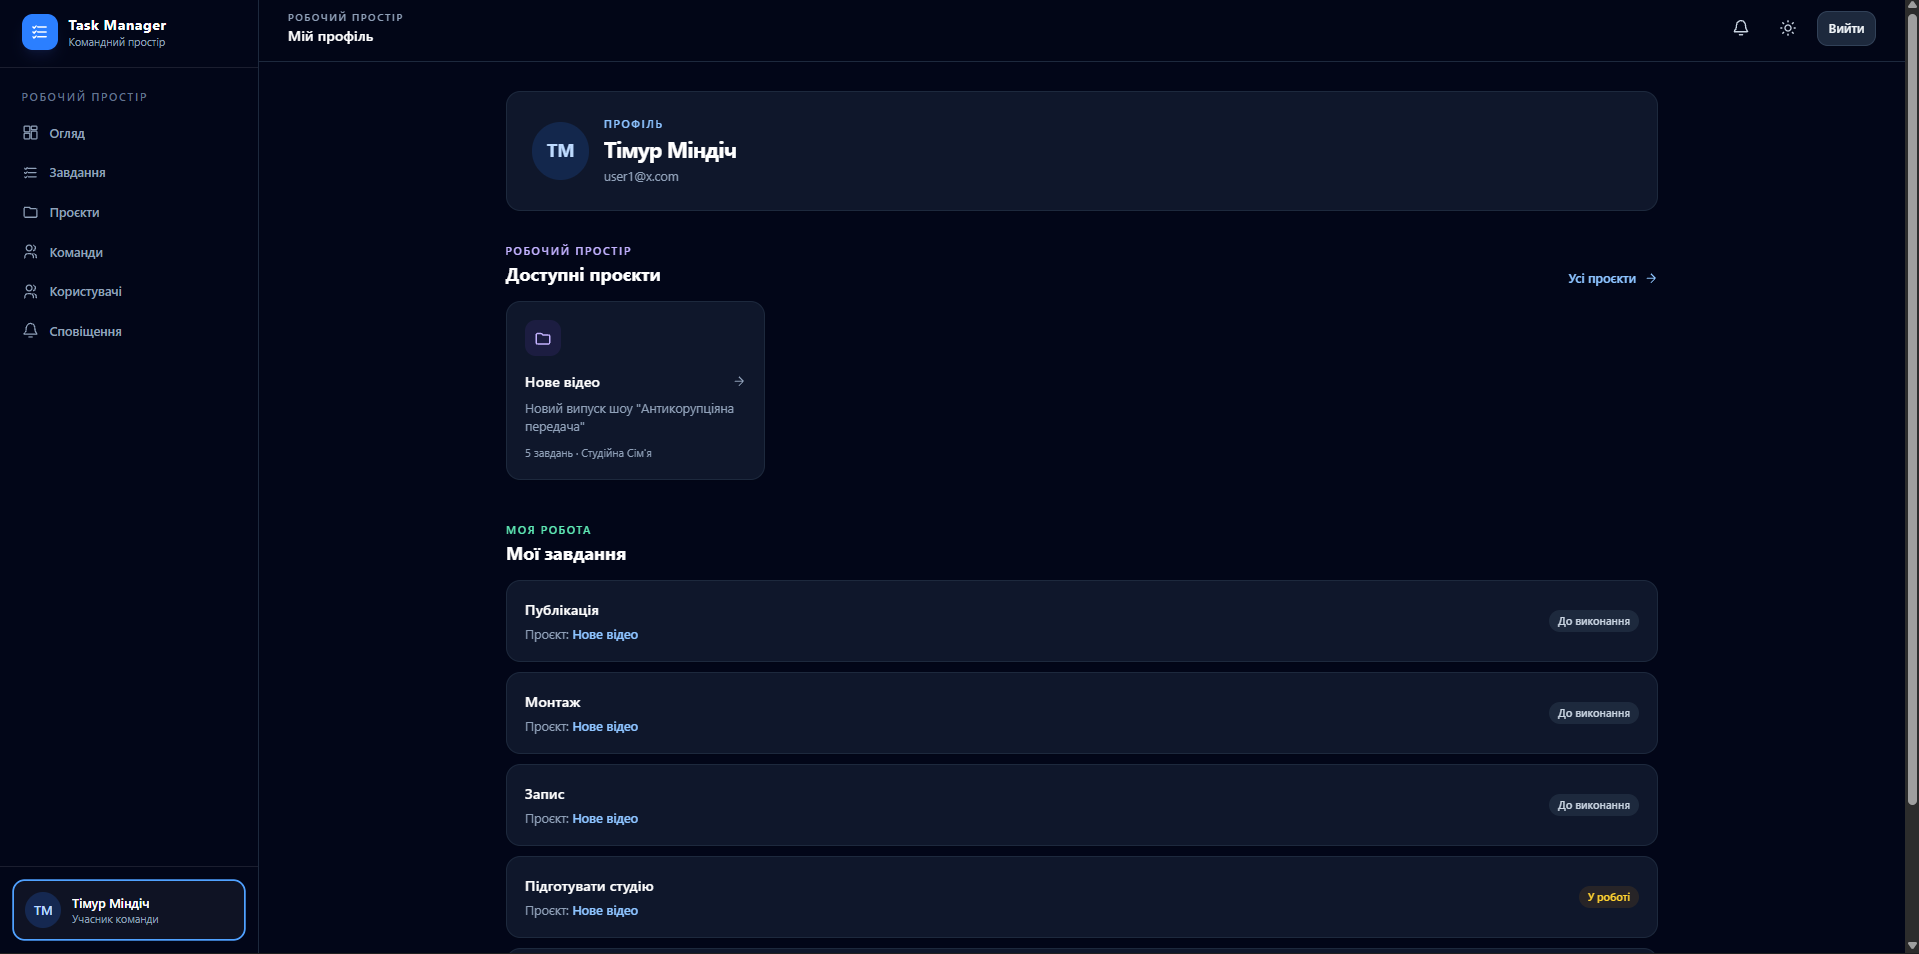 Task Manager
Командний простір
РОБОЧИЙ ПРОСТІР
Огляд
Завдання
Проєкти
Команди
Користувачі
Сповіщення
ТМ
Тімур Міндіч
Учасник команди
РОБОЧИЙ ПРОСТІР
Мій профіль
Вийти
ТМ
ПРОФІЛЬ
Тімур Міндіч
user1@x.com
РОБОЧИЙ ПРОСТІР
Доступні проєкти
Усі проєкти
Нове відео
Новий випуск шоу "Антикорупціяна
передача"
5 завдань · Студійна Сім'я
МОЯ РОБОТА
Мої завдання
Публікація
Проєкт: Нове відео
До виконання
Монтаж
Проєкт: Нове відео
До виконання
Запис
Проєкт: Нове відео
До виконання
Підготувати студію
Проєкт: Нове відео
У роботі